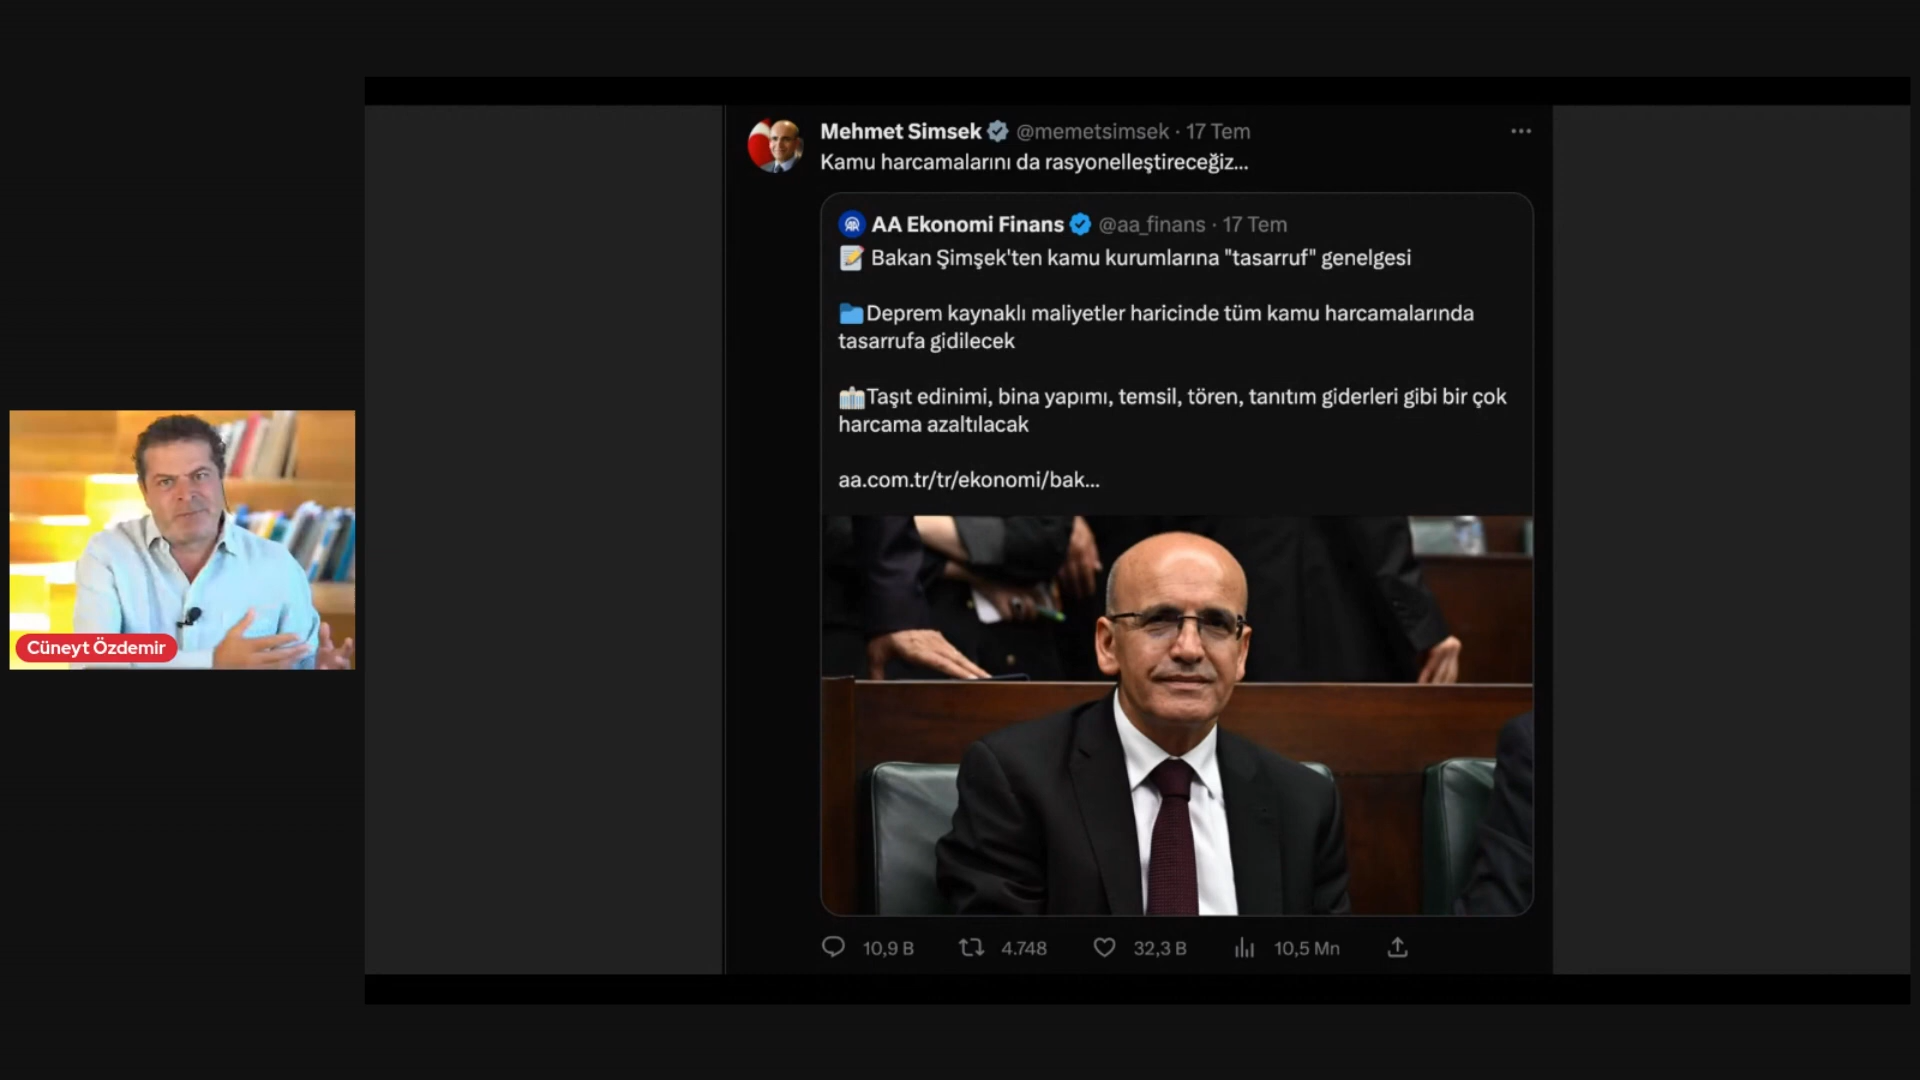 Mehmet Simsek @memetsimsek · 17 Tem
Kamu harcamalarını da rasyonelleştireceğiz...
AA Ekonomi Finans @aa_finans · 17 Tem
Bakan Şimşek'ten kamu kurumlarına "tasarruf" genelgesi
Deprem kaynaklı maliyetler haricinde tüm kamu harcamalarında
tasarrufa gidilecek
Taşıt edinimi, bina yapımı, temsil, tören, tanıtım giderleri gibi bir çok
harcama azaltılacak
aa.com.tr/tr/ekonomi/bak...
10,9 B 4.748 32,3 B 10,5 Mn
Cüneyt Özdemir